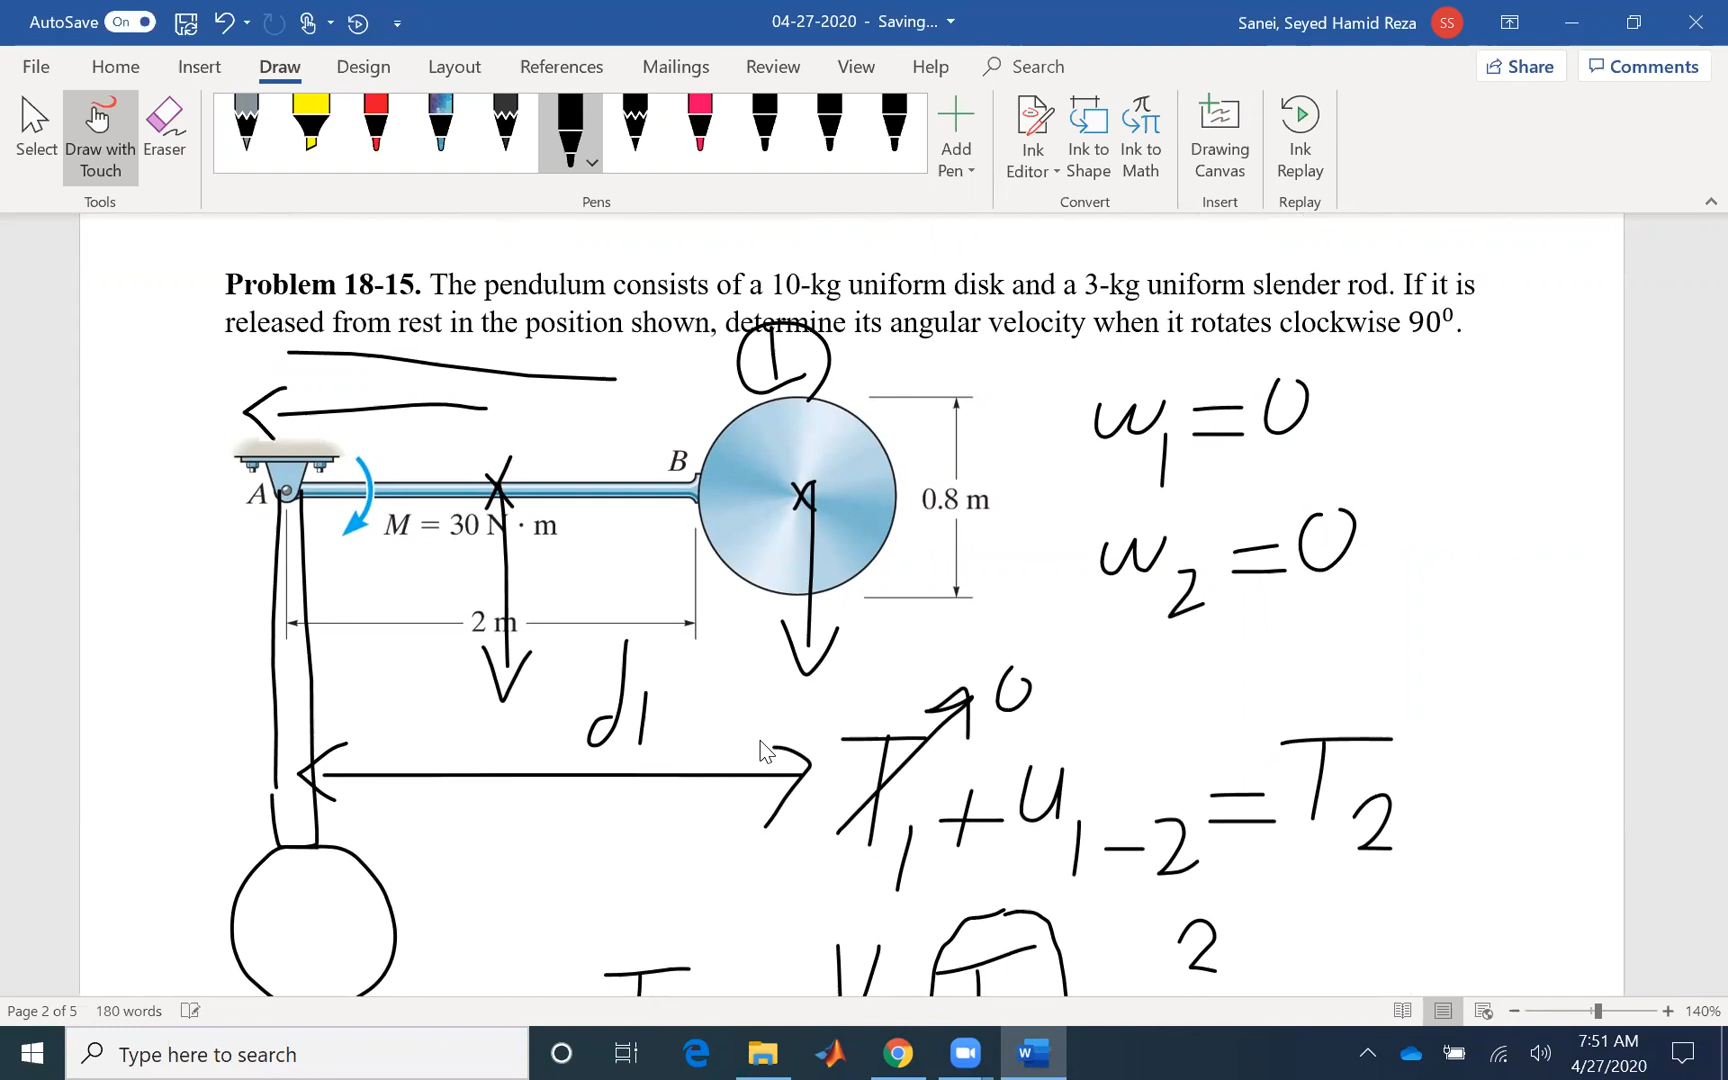 AutoSave On 04-27-2020 - Saving... Sanei, Seyed Hamid Reza SS
File Home Insert Draw Design Layout References Mailings Review View Help Search Share Comments
Select Draw with Touch Eraser Add Pen Ink Editor Ink to Shape Ink to Math Drawing Canvas Ink Replay
Tools Pens Convert Insert Replay
Problem 18-15. The pendulum consists of a 10-kg uniform disk and a 3-kg uniform slender rod. If it is
released from rest in the position shown, determine its angular velocity when it rotates clockwise 90⁰.
1
w₁ = 0
B
A
0.8 m
M = 30 N · m
w₂ = 0
2 m
d1
0
T₁ + U₁₋₂ = T₂
2
Page 2 of 5 180 words 140%
Type here to search
7:51 AM
4/27/2020